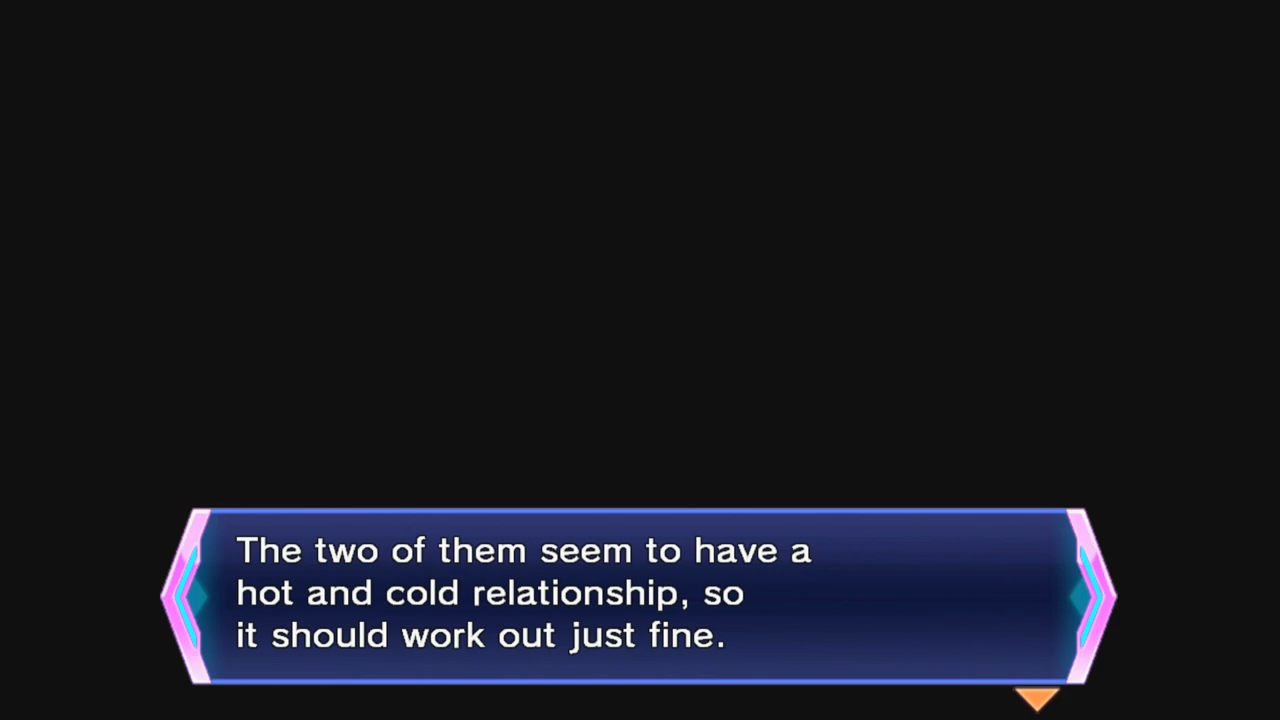 The two of them seem to have a
hot and cold relationship, so
it should work out just fine.